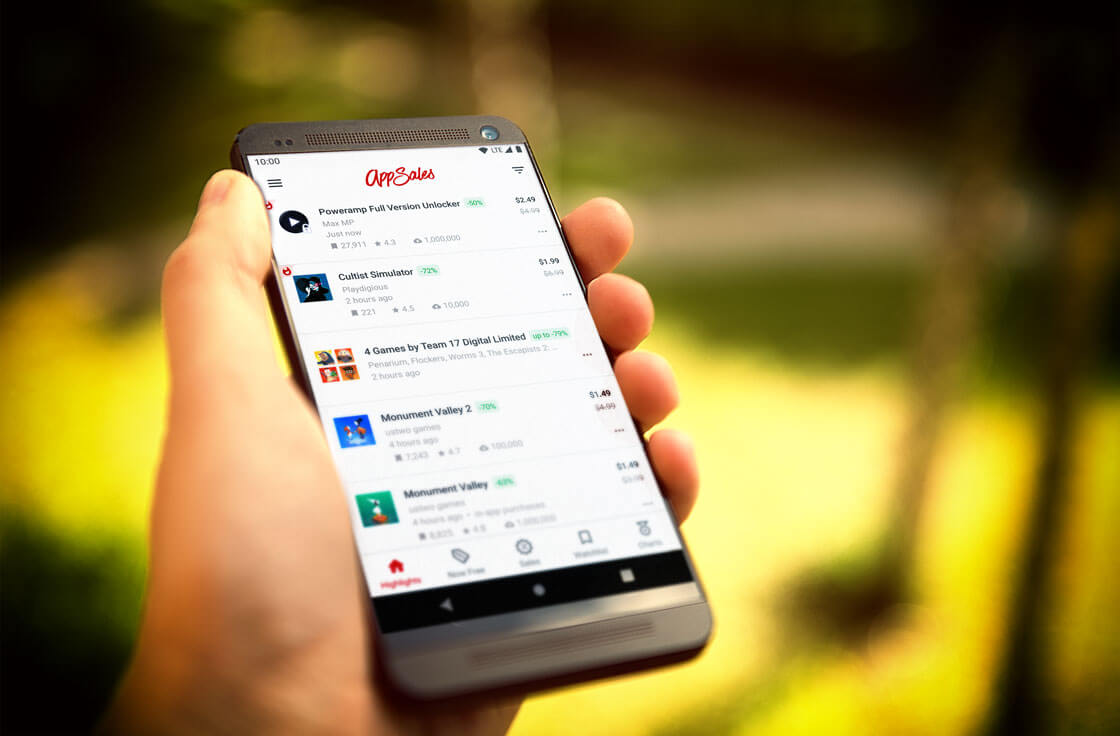 10:00
LTE
AppSales
Poweramp Full Version Unlocker -50% $2.49
Max MP $4.99
Just now
27,911 4.3 1,000,000
Cultist Simulator -72% $1.99
Playdigious $6.99
2 hours ago
221 4.5 10,000
4 Games by Team 17 Digital Limited up to -79%
Penarium, Flockers, Worms 3, The Escapists 2: ...
2 hours ago
Monument Valley 2 -70% $1.49
ustwo games $4.99
4 hours ago
7,243 4.7 100,000
Monument Valley -63% $1.49
ustwo games $3.99
4 hours ago • in-app purchases
4.8 1,000,000
Highlights Now Free Sales Watchlist Charts